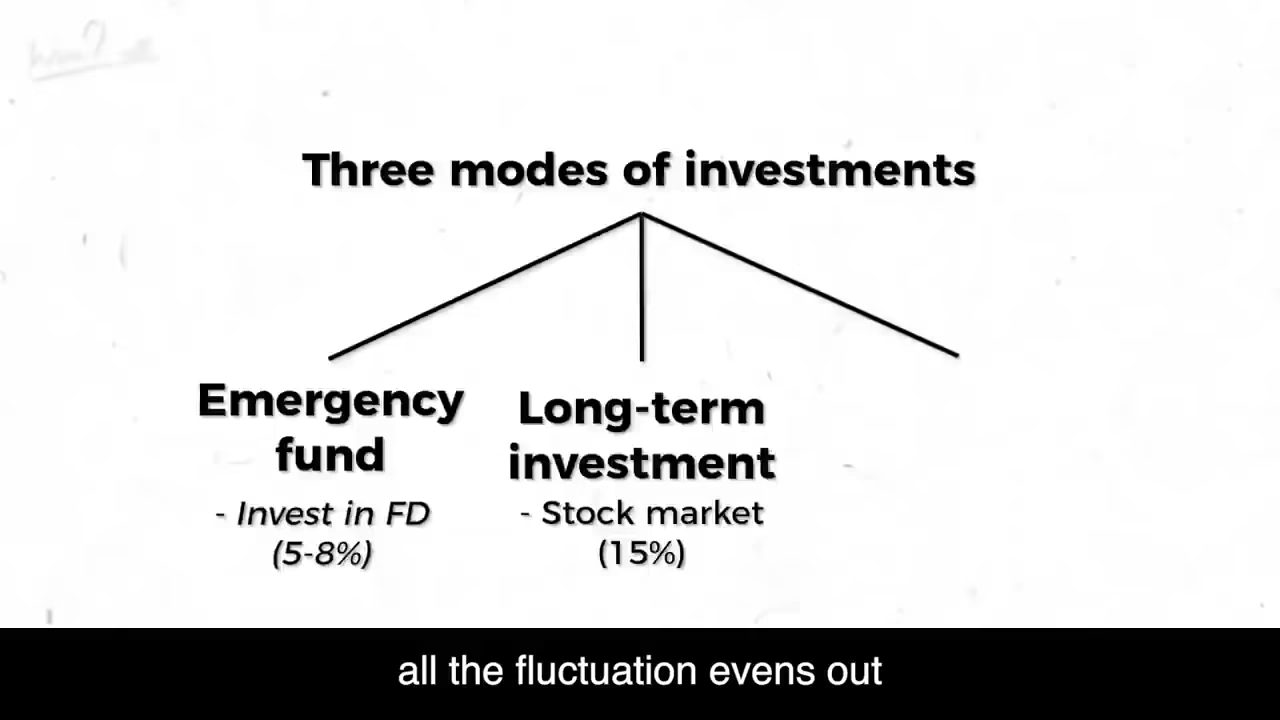 Three modes of investments
Emergency
fund
- Invest in FD
(5-8%)
Long-term
investment
- Stock market
(15%)
all the fluctuation evens out